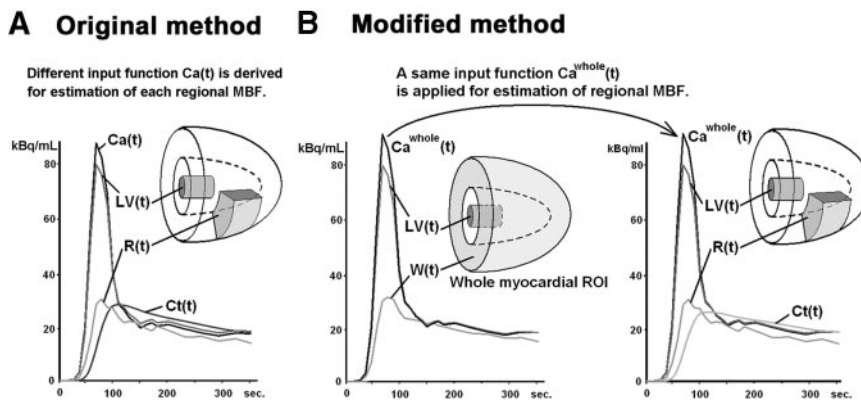 A Original method
B Modified method
Different input function Ca(t) is derived
for estimation of each regional MBF.
A same input function Ca^whole(t)
is applied for estimation of regional MBF.
kBq/mL
80
60
40
20
0
0 100 200 300 sec.
Ca(t)
LV(t)
R(t)
Ct(t)
kBq/mL
80
60
40
20
0
0 100 200 300 sec.
Ca^whole(t)
LV(t)
W(t)
Whole myocardial ROI
kBq/ml
80
60
40
20
0
0 100 200 300 sec.
Ca^whole(t)
LV(t)
R(t)
Ct(t)